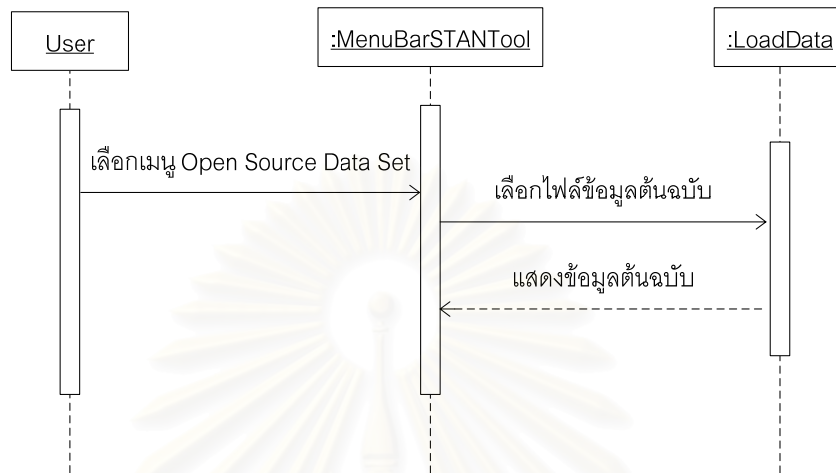 User
:MenuBarSTANTool
:LoadData
เลือกเมนู Open Source Data Set
เลือกไฟล์ข้อมูลต้นฉบับ
แสดงข้อมูลต้นฉบับ